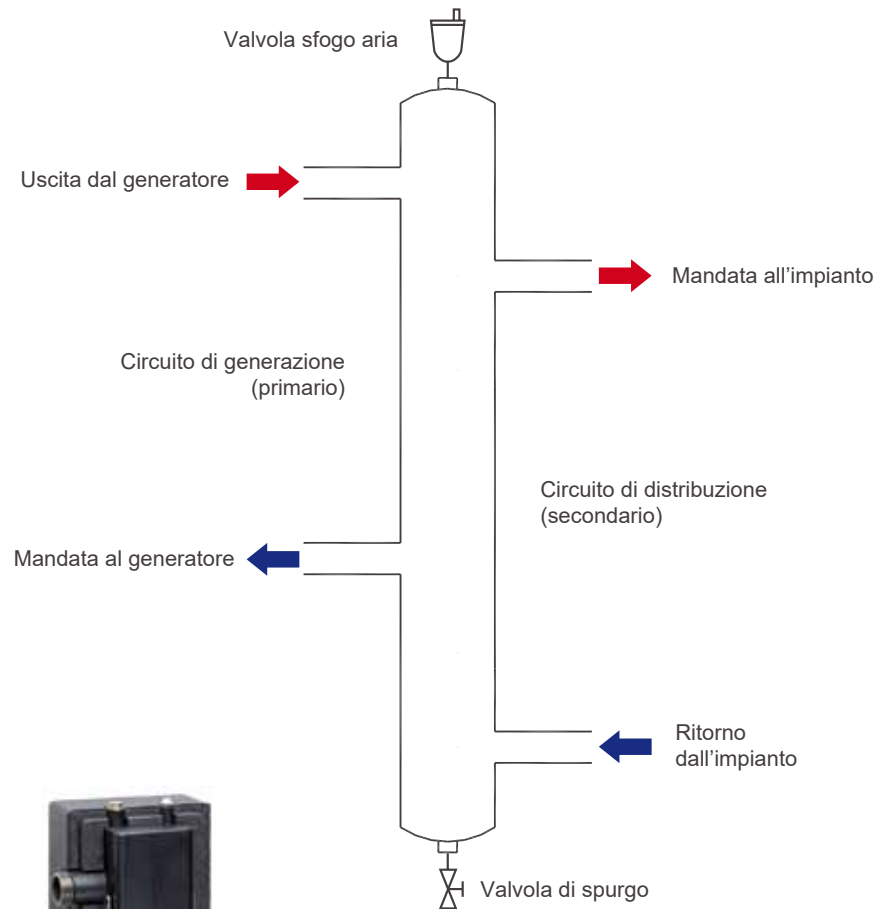 Valvola sfogo aria
Uscita dal generatore
Mandata all'impianto
Circuito di generazione
(primario)
Circuito di distribuzione
(secondario)
Mandata al generatore
Ritorno
dall'impianto
Valvola di spurgo